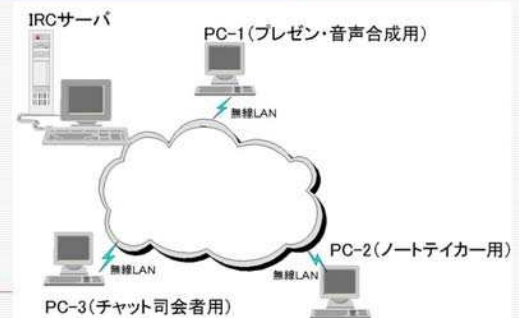 IRCサーバ
PC-1(プレゼン・音声合成用)
無線LAN
PC-2(ノートテイカー用)
無線LAN
無線LAN
PC-3(チャット司会者用)